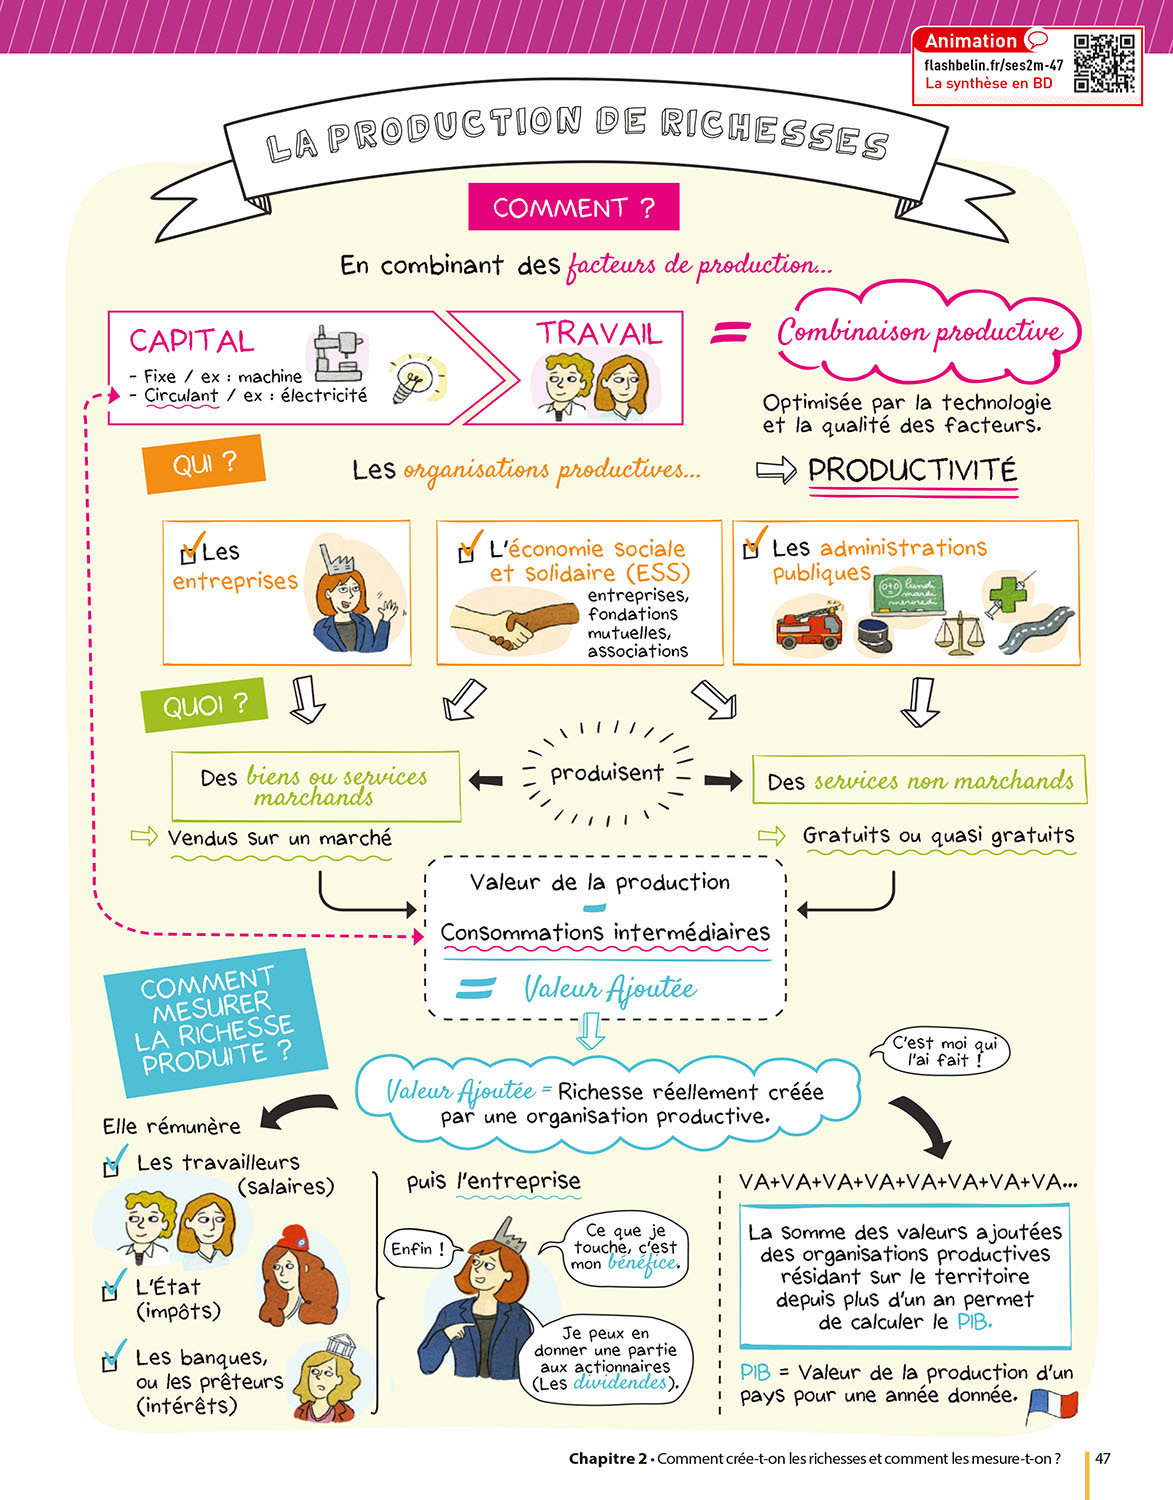 Animation
flashbelin.fr/ses2m-47
La synthèse en BD
LA PRODUCTION DE RICHESSES
COMMENT ?
En combinant des facteurs de production...
CAPITAL
- Fixe / ex : machine
- Circulant / ex : électricité
TRAVAIL
= Combinaison productive
Optimisée par la technologie
et la qualité des facteurs.
PRODUCTIVITÉ
QUI ?
Les organisations productives...
Les
entreprises
L'économie sociale
et solidaire (ESS)
entreprises,
fondations
mutuelles,
associations
Les administrations
publiques
0+0
lundi
mardi
mercredi
QUOI ?
Des biens ou services
marchands
Vendus sur un marché
produisent
Des services non marchands
Gratuits ou quasi gratuits
Valeur de la production
-
Consommations intermédiaires
= Valeur Ajoutée
COMMENT
MESURER
LA RICHESSE
PRODUITE ?
Valeur Ajoutée = Richesse réellement créée
par une organisation productive.
C'est moi qui
l'ai fait !
Elle rémunère
Les travailleurs
(salaires)
L'État
(impôts)
Les banques,
ou les prêteurs
(intérêts)
puis l'entreprise
Enfin !
Ce que je
touche, c'est
mon bénéfice.
Je peux en
donner une partie
aux actionnaires
(Les dividendes).
VA+VA+VA+VA+VA+VA+VA+VA...
La somme des valeurs ajoutées
des organisations productives
résidant sur le territoire
depuis plus d'un an permet
de calculer le PIB.
PIB = Valeur de la production d'un
pays pour une année donnée.
Chapitre 2 • Comment crée-t-on les richesses et comment les mesure-t-on ? 47